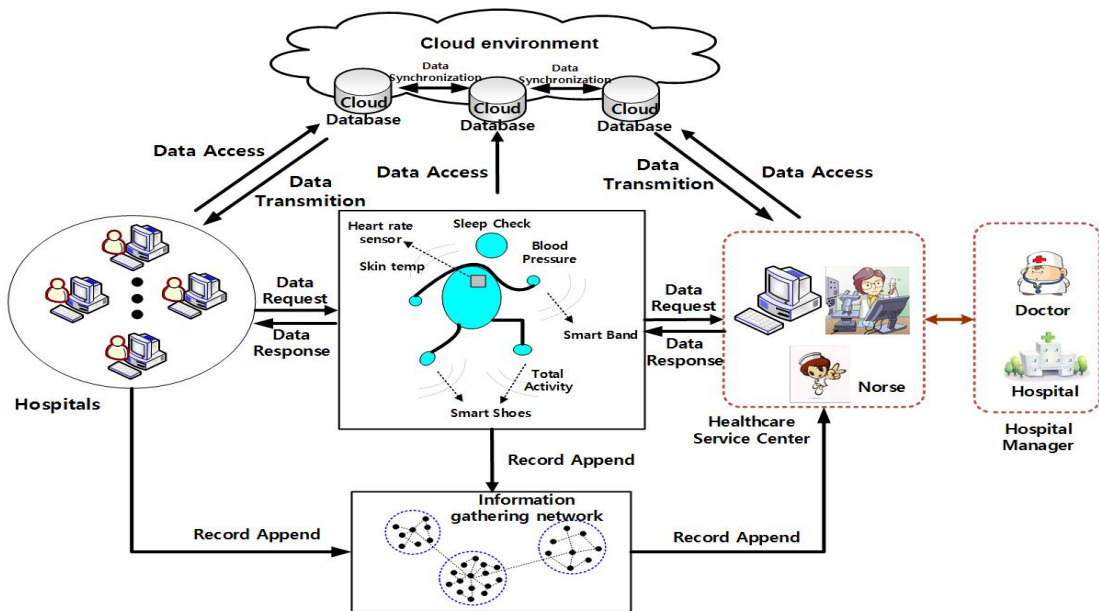 Cloud environment
Data
Synchronization
Data
Synchronization
Cloud
Database
Cloud
Database
Cloud
Database
Data Access
Data
Transmition
Data Access
Data
Transmition
Data Access
Hospitals
Data
Request
Data
Response
Sleep Check
Heart rate
sensor
Skin temp
Blood
Pressure
Smart Band
Total
Activity
Smart Shoes
Data
Request
Data
Response
Norse
Healthcare
Service Center
Doctor
Hospital
Hospital
Manager
Record Append
Information
gathering network
Record Append
Record Append